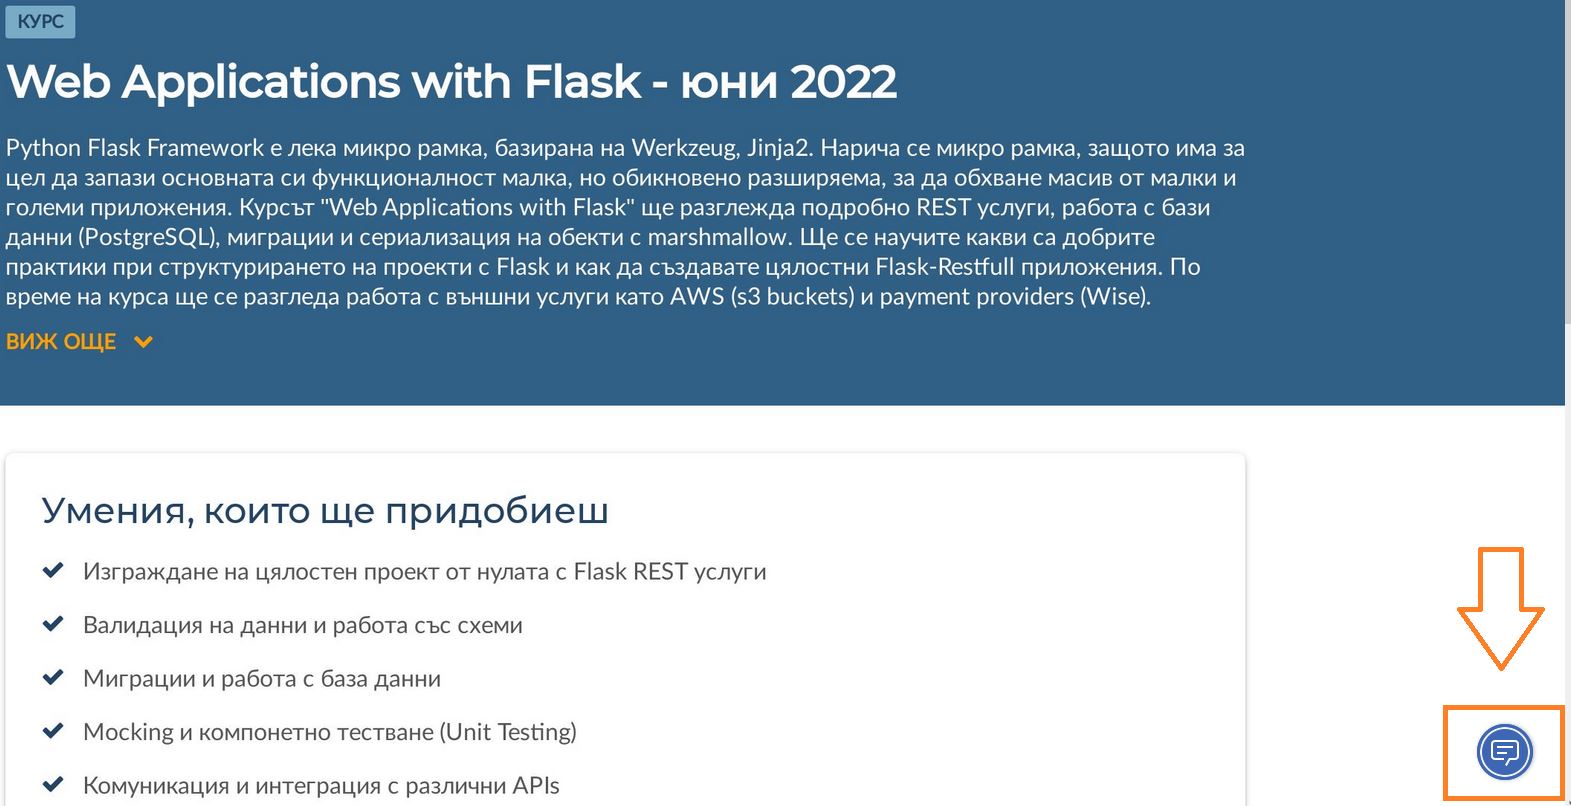 КУРС
Web Applications with Flask - юни 2022
Python Flask Framework е лека микро рамка, базирана на Werkzeug, Jinja2. Нарича се микро рамка, защото има за
цел да запази основната си функционалност малка, но обикновено разширяема, за да обхване масив от малки и
големи приложения. Курсът "Web Applications with Flask" ще разглежда подробно REST услуги, работа с бази
данни (PostgreSQL), миграции и сериализация на обекти с marshmallow. Ще се научите какви са добрите
практики при структурирането на проекти с Flask и как да създавате цялостни Flask-Restfull приложения. По
време на курса ще се разгледа работа с външни услуги като AWS (s3 buckets) и payment providers (Wise).
ВИЖ ОЩЕ
Умения, които ще придобиеш
Изграждане на цялостен проект от нулата с Flask REST услуги
Валидация на данни и работа със схеми
Миграции и работа с база данни
Mocking и компонетно тестване (Unit Testing)
Комуникация и интеграция с различни APIs